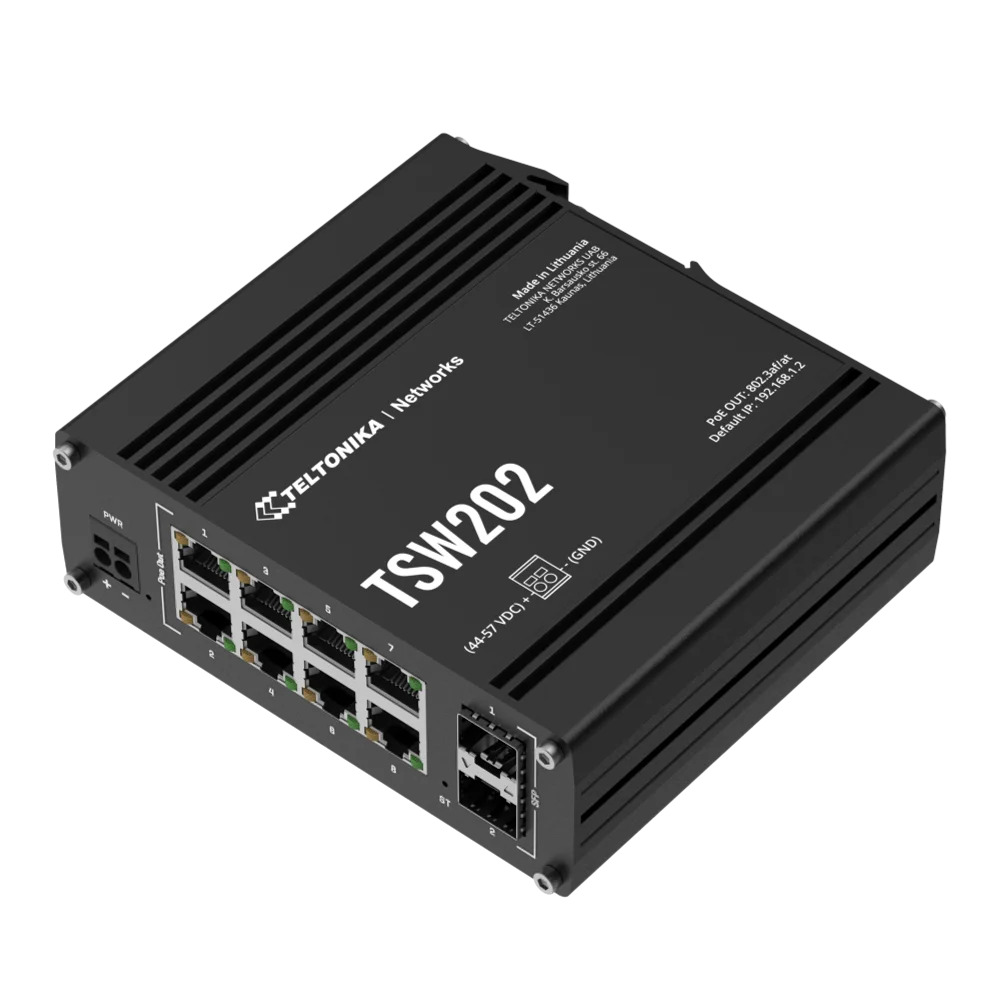 Made in Lithuania
TELTONIKA NETWORKS UAB
K. Barsausko st. 66
LT-51436 Kaunas, Lithuania
PoE OUT: 802.3af/at
Default IP: 192.168.1.2
TELTONIKA | Networks
TSW202
(44-57 VDC) + - (GND)
PWR
+ -
Poe Out
1
3
5
7
2
4
6
8
ST
1
SFP
2